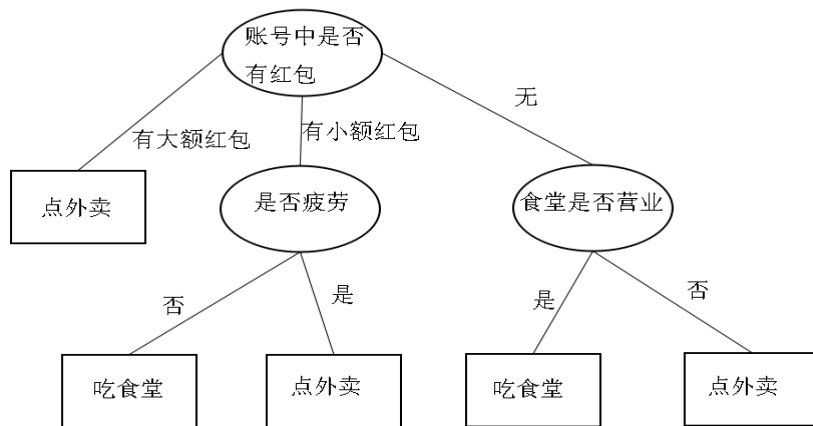 账号中是否
有红包
无
有大额红包
有小额红包
点外卖
是否疲劳
食堂是否营业
否
是
是
否
吃食堂
点外卖
吃食堂
点外卖